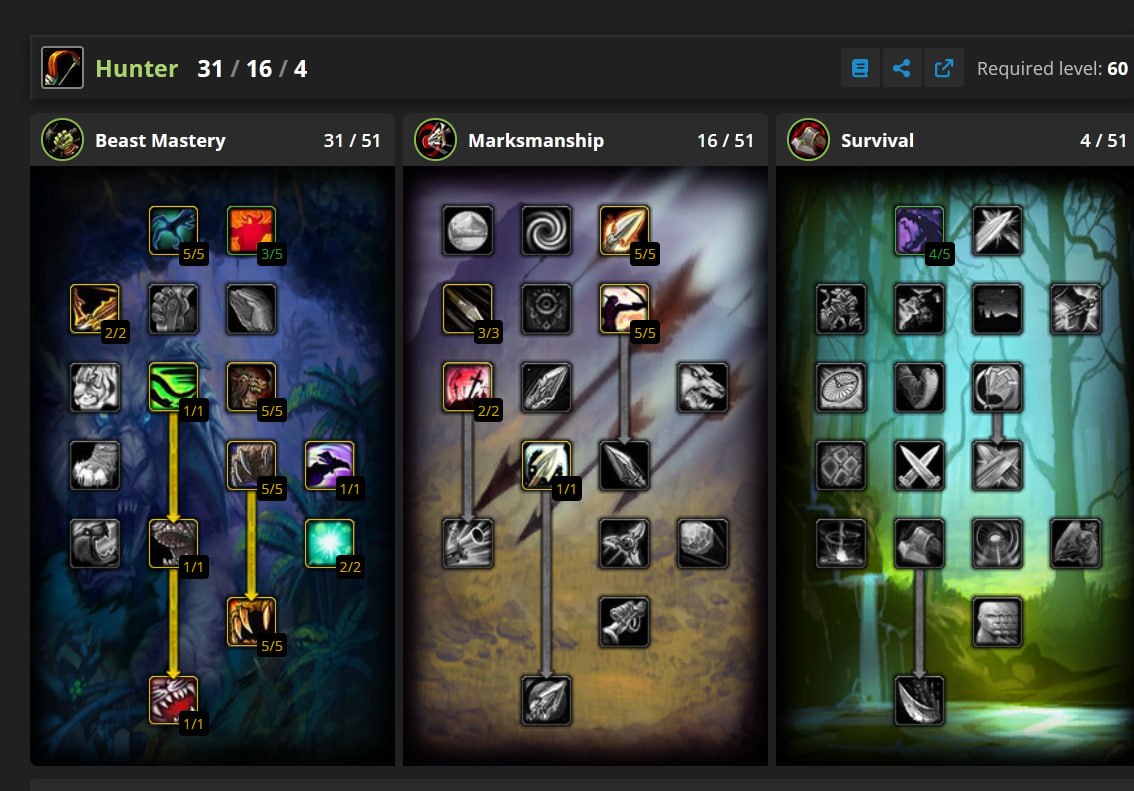 Hunter 31 / 16 / 4 Required level: 60
Beast Mastery 31 / 51 Marksmanship 16 / 51 Survival 4 / 51
5/5 3/5 5/5 4/5
2/2 3/3 5/5
1/1 5/5 2/2
5/5 1/1 1/1
1/1 2/2
5/5
1/1